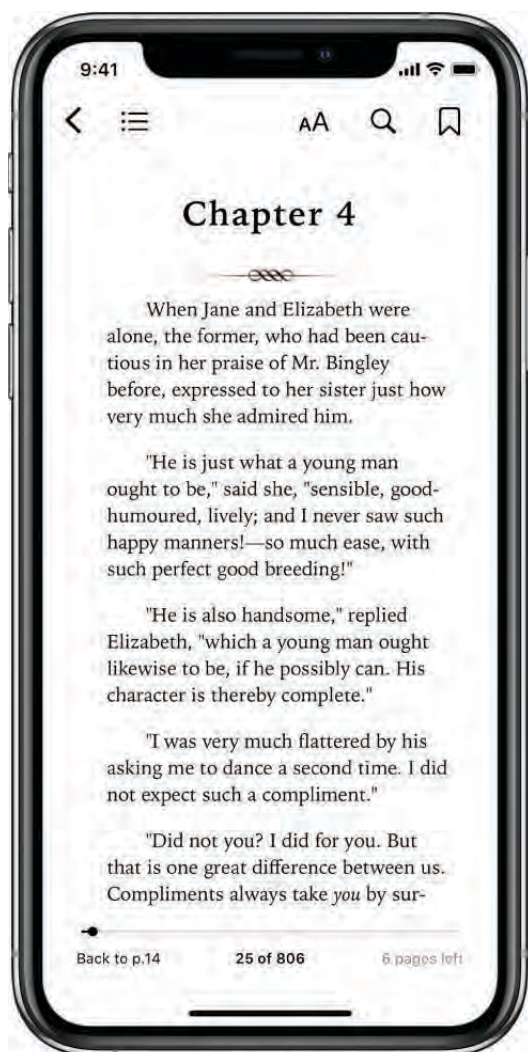 9:41
AA
Chapter 4
When Jane and Elizabeth were
alone, the former, who had been cau-
tious in her praise of Mr. Bingley
before, expressed to her sister just how
very much she admired him.
"He is just what a young man
ought to be," said she, "sensible, good-
humoured, lively; and I never saw such
happy manners!—so much ease, with
such perfect good breeding!"
"He is also handsome," replied
Elizabeth, "which a young man ought
likewise to be, if he possibly can. His
character is thereby complete."
"I was very much flattered by his
asking me to dance a second time. I did
not expect such a compliment."
"Did not you? I did for you. But
that is one great difference between us.
Compliments always take you by sur-
Back to p.14 25 of 806 6 pages left